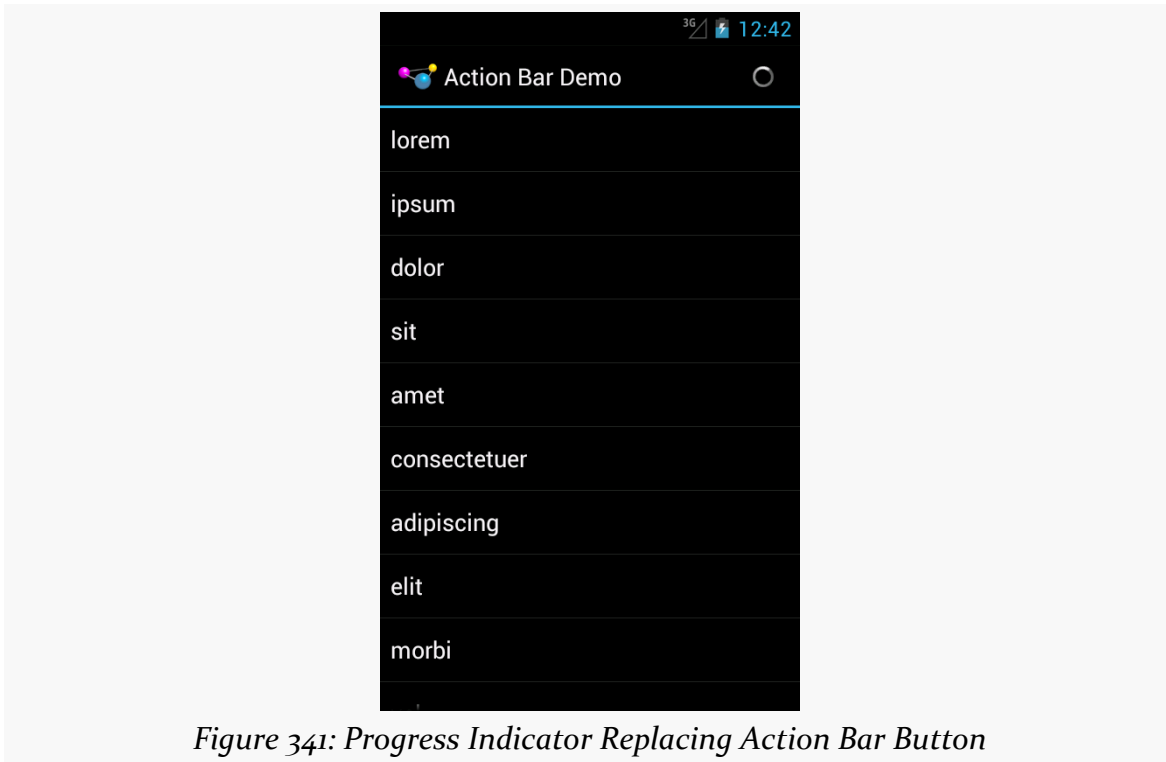 3G 12:42
Action Bar Demo
lorem
ipsum
dolor
sit
amet
consectetuer
adipiscing
elit
morbi
Figure 341: Progress Indicator Replacing Action Bar Button